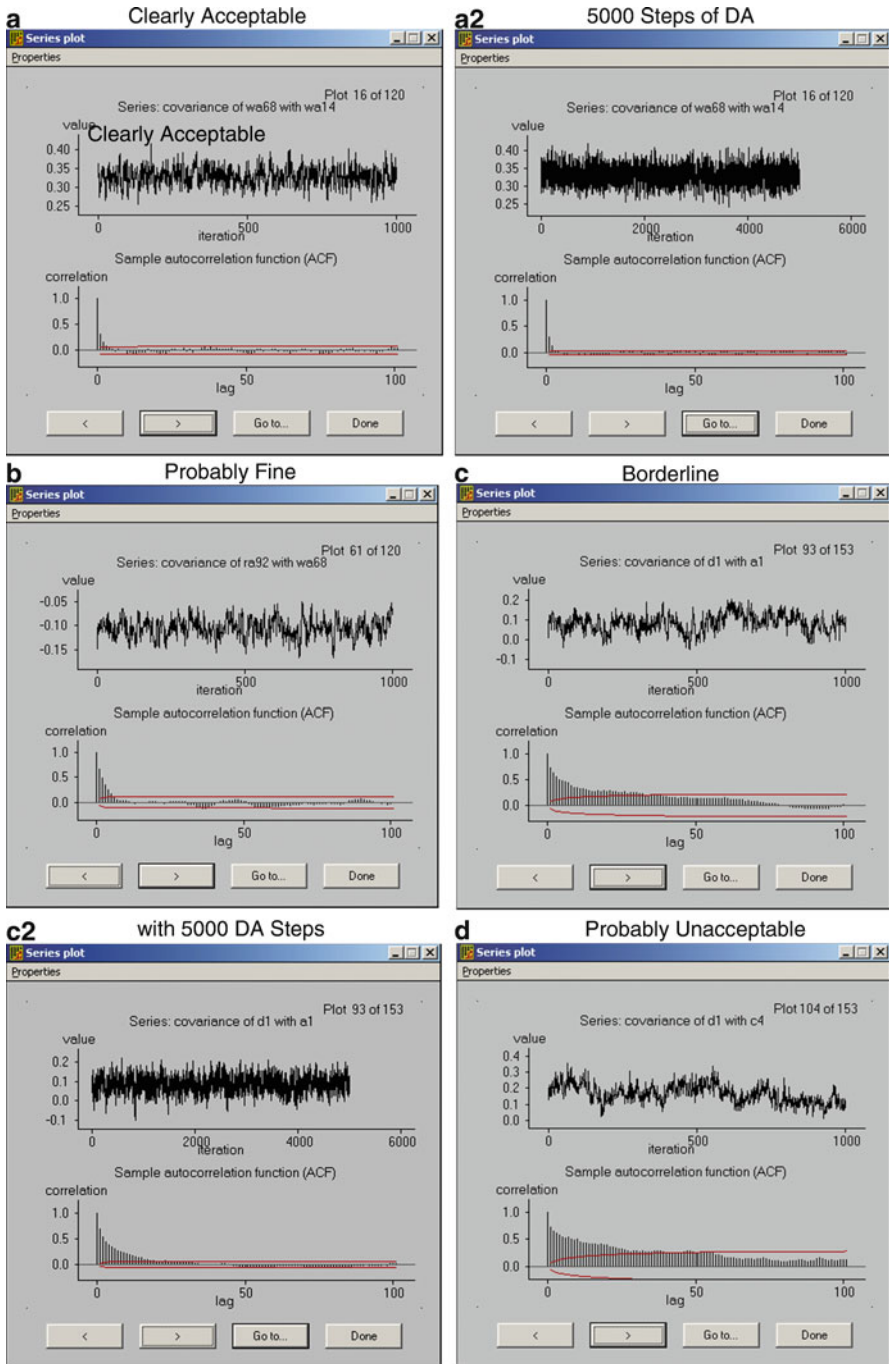 a Clearly Acceptable
Series plot
Properties
Plot 16 of 120
Series: covariance of wa68 with wa14
value
Clearly Acceptable
0.40
0.35
0.30
0.25
0 500 1000
iteration
Sample autocorrelation function (ACF)
correlation
1.0
0.5
0.0
0 50 100
lag
< > Go to... Done
a2 5000 Steps of DA
Series plot
Properties
Plot 16 of 120
Series: covariance of wa68 with wa14
value
0.40
0.35
0.30
0.25
0 2000 4000 6000
iteration
Sample autocorrelation function (ACF)
correlation
1.0
0.5
0.0
0 50 100
lag
< > Go to... Done
b Probably Fine
Series plot
Properties
Plot 61 of 120
Series: covariance of ra92 with wa68
value
-0.05
-0.10
-0.15
0 500 1000
iteration
Sample autocorrelation function (ACF)
correlation
1.0
0.5
0.0
0 50 100
lag
< > Go to... Done
c Borderline
Series plot
Properties
Plot 93 of 153
Series: covariance of d1 with a1
value
0.2
0.1
0.0
-0.1
0 500 1000
iteration
Sample autocorrelation function (ACF)
correlation
1.0
0.5
0.0
0 50 100
lag
< > Go to... Done
c2 with 5000 DA Steps
Series plot
Properties
Plot 93 of 153
Series: covariance of d1 with a1
value
0.2
0.1
0.0
-0.1
0 2000 4000 6000
iteration
Sample autocorrelation function (ACF)
correlation
1.0
0.5
0.0
0 50 100
lag
< > Go to... Done
d Probably Unacceptable
Series plot
Properties
Plot 104 of 153
Series: covariance of d1 with c4
value
0.4
0.3
0.2
0.1
0.0
0 500 1000
iteration
Sample autocorrelation function (ACF)
correlation
1.0
0.5
0.0
0 50 100
lag
< > Go to... Done